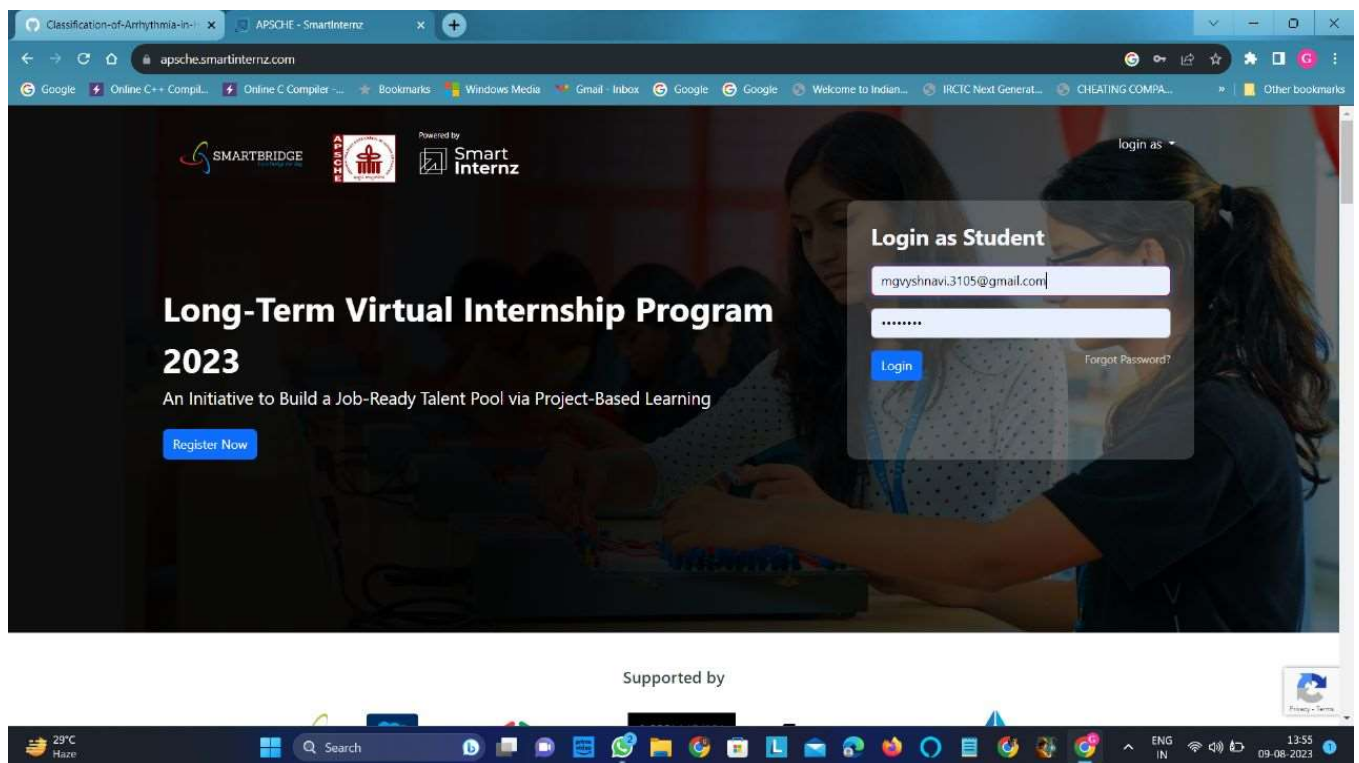 Classification-of-Arrhythmia-in-
APSCHE - SmartInternz
apsche.smartinternz.com
Google
Online C++ Compil...
Online C Compiler -...
Bookmarks
Windows Media
Gmail - Inbox
Google
Google
Welcome to Indian...
IRCTC Next Generat...
CHEATING COMPA...
»
Other bookmarks
SMARTBRIDGE
APSCHE
Powered by
Smart
Internz
login as
Login as Student
mgvyshnavi.3105@gmail.com
••••••••
Login
Forgot Password?
Long-Term Virtual Internship Program
2023
An Initiative to Build a Job-Ready Talent Pool via Project-Based Learning
Register Now
Supported by
Privacy - Terms
29°C
Haze
Search
ENG
IN
13:55
09-08-2023